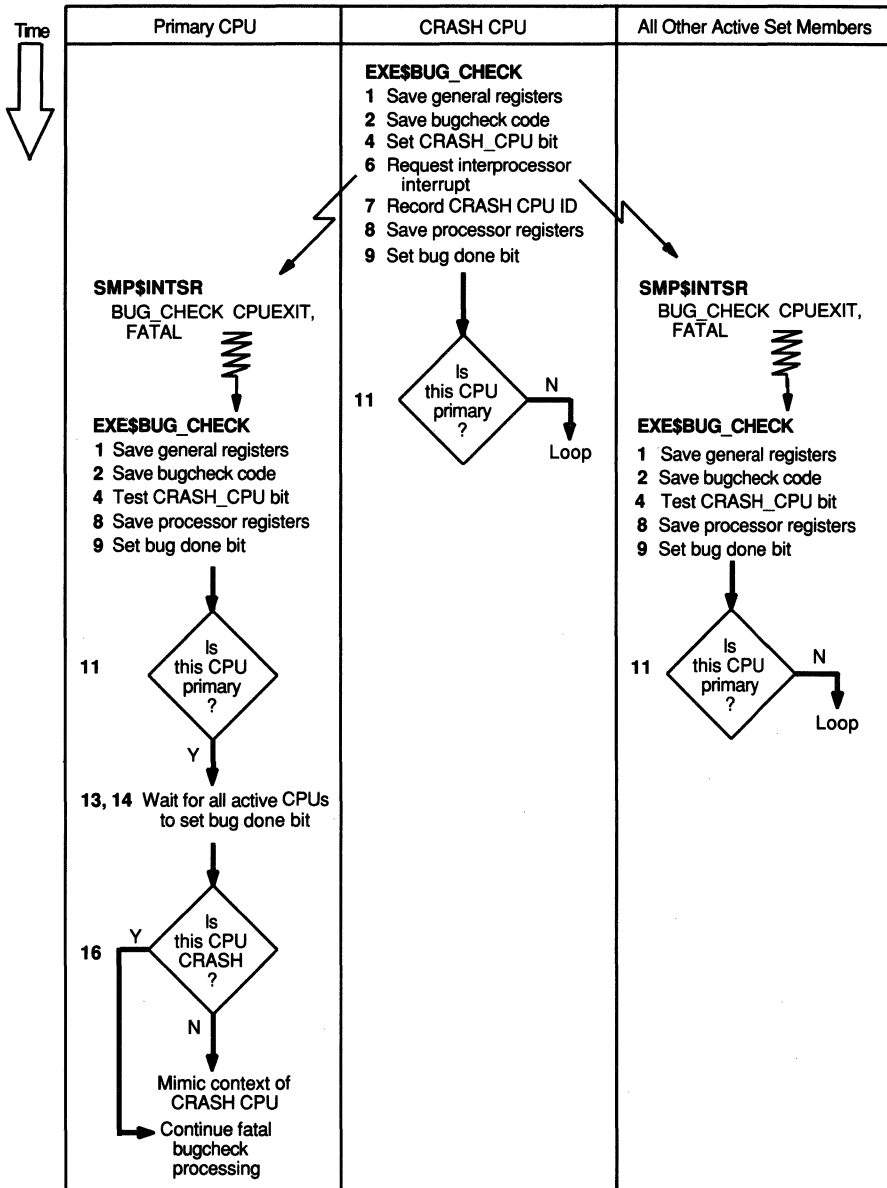 Time
Primary CPU
CRASH CPU
All Other Active Set Members
EXE$BUG_CHECK
1 Save general registers
2 Save bugcheck code
4 Set CRASH_CPU bit
6 Request interprocessor
interrupt
7 Record CRASH CPU ID
8 Save processor registers
9 Set bug done bit
11
Is
this CPU
primary
?
N
Loop
SMP$INTSR
BUG_CHECK CPUEXIT,
FATAL
EXE$BUG_CHECK
1 Save general registers
2 Save bugcheck code
4 Test CRASH_CPU bit
8 Save processor registers
9 Set bug done bit
11
Is
this CPU
primary
?
Y
13, 14 Wait for all active CPUs
to set bug done bit
16
Is
this CPU
CRASH
?
Y
N
Mimic context of
CRASH CPU
Continue fatal
bugcheck
processing
SMP$INTSR
BUG_CHECK CPUEXIT,
FATAL
EXE$BUG_CHECK
1 Save general registers
2 Save bugcheck code
4 Test CRASH_CPU bit
8 Save processor registers
9 Set bug done bit
11
Is
this CPU
primary
?
N
Loop